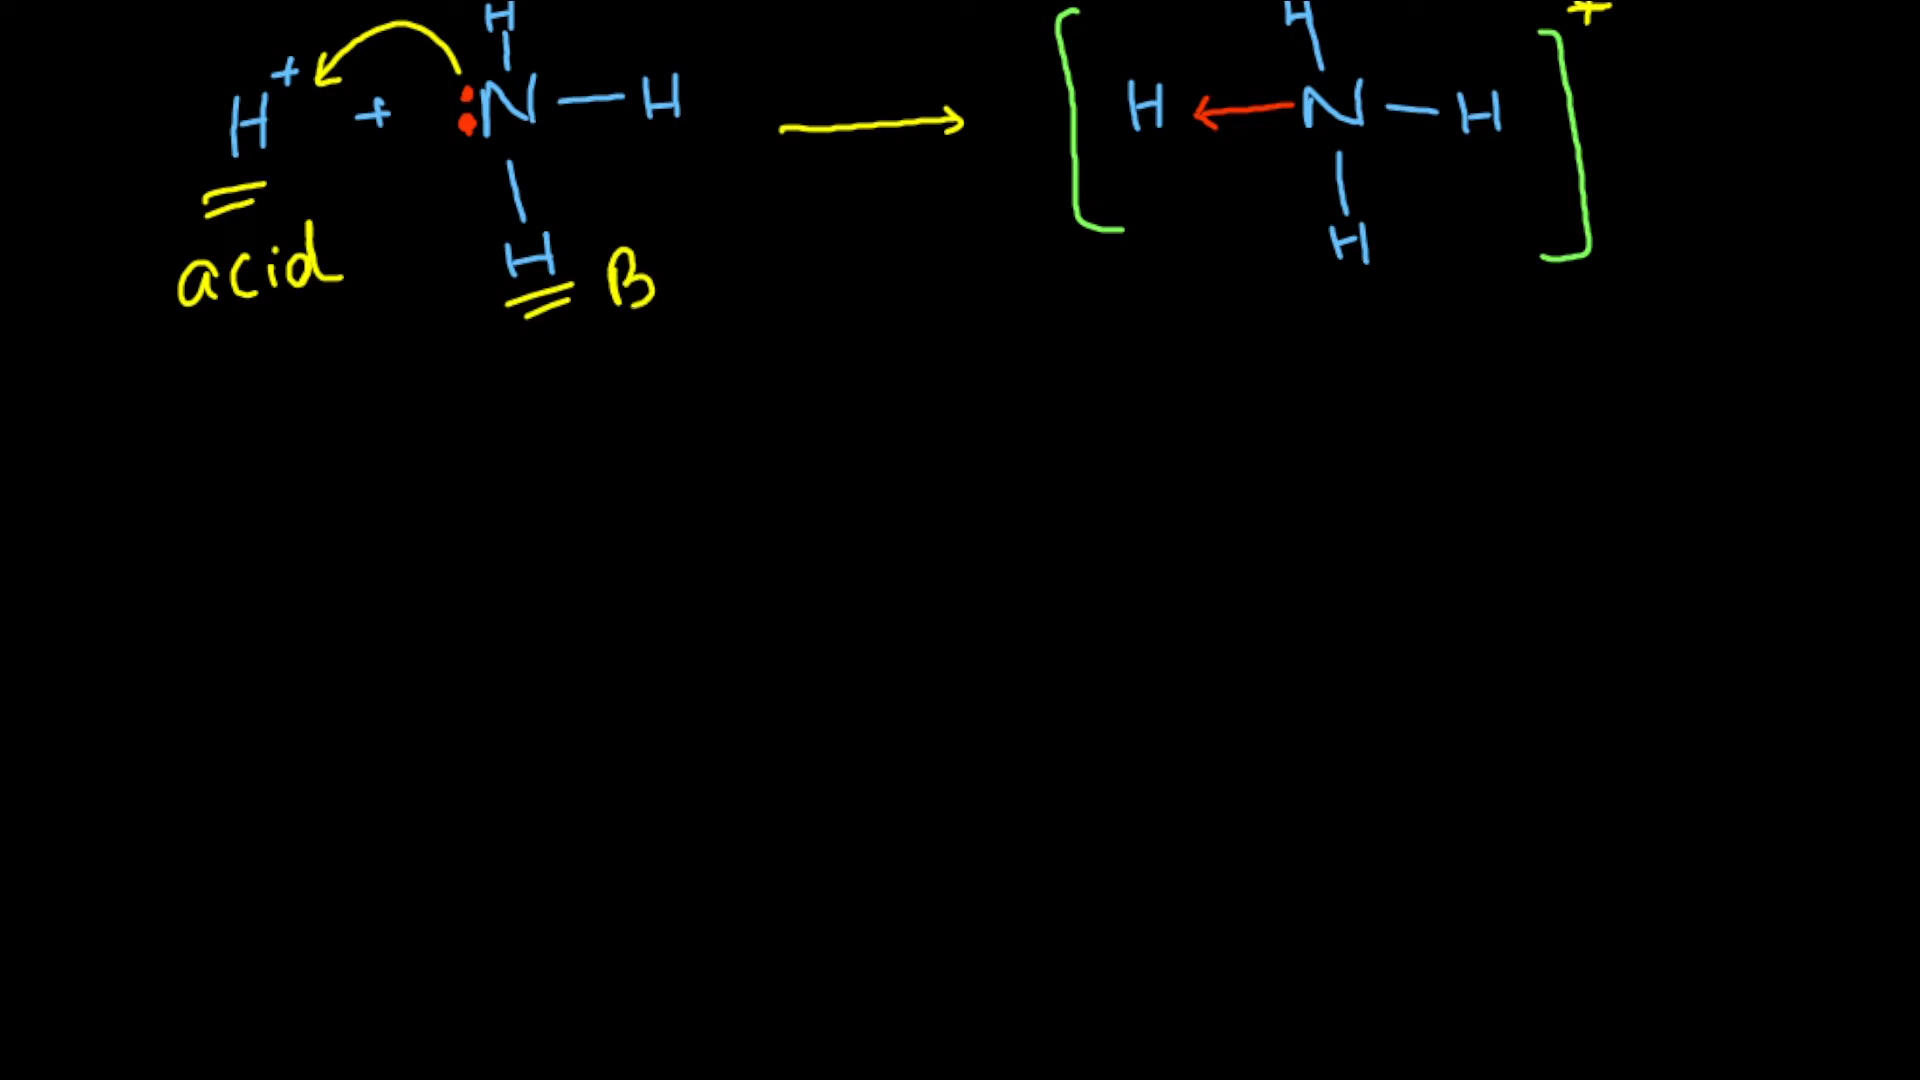 H H
H⁺ + :N — H → [ H ← N — H ]⁺
H H
acid B